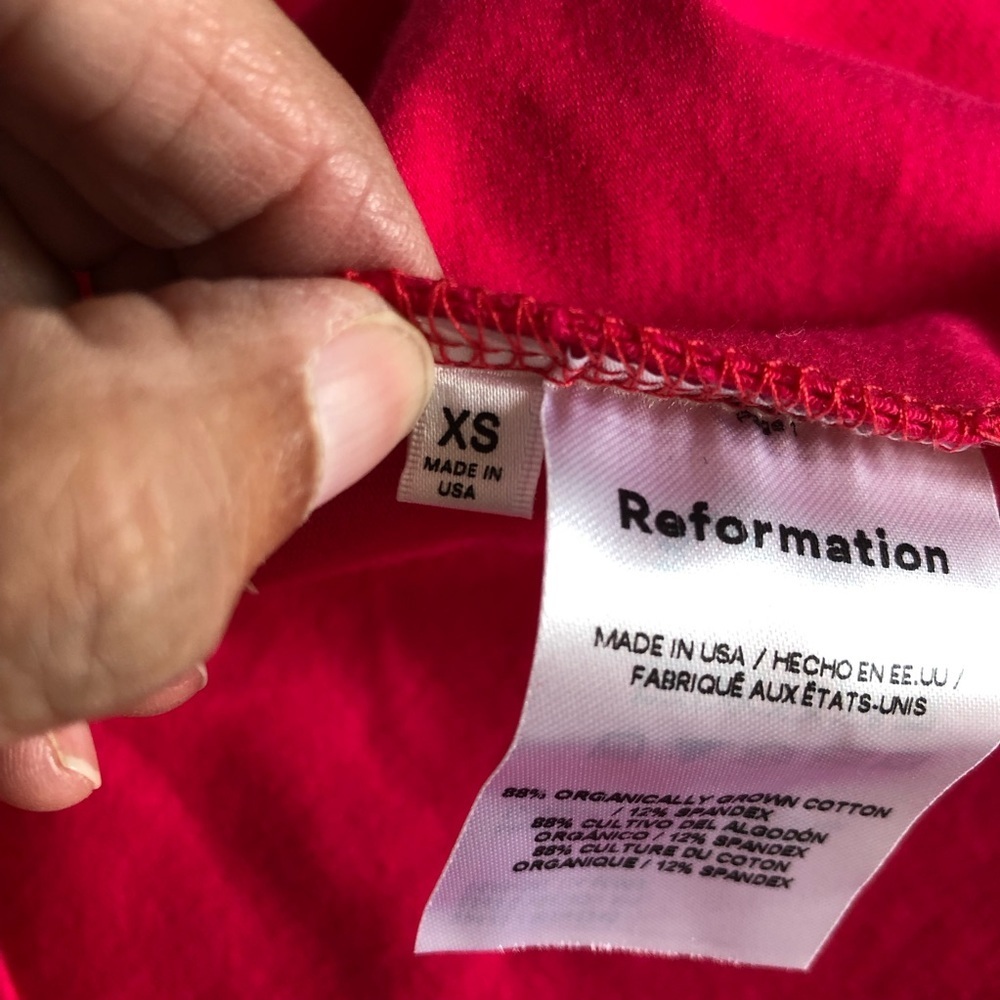 XS
MADE IN
USA
Reformation
MADE IN USA / HECHO EN EE.UU /
FABRIQUÉ AUX ÉTATS-UNIS
88% ORGANICALLY GROWN COTTON
/ 12% SPANDEX
88% CULTIVO DEL ALGODÓN
ORGÁNICO / 12% SPANDEX
88% CULTURE DU COTON
ORGANIQUE / 12% SPANDEX